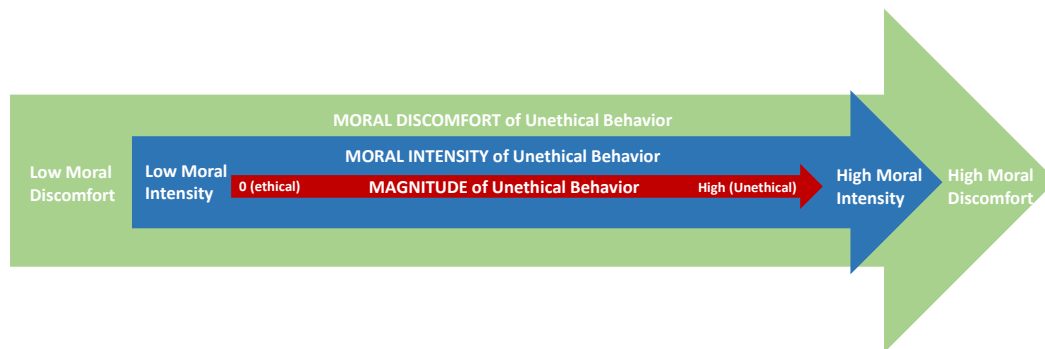 MORAL DISCOMFORT of Unethical Behavior
MORAL INTENSITY of Unethical Behavior
Low Moral
Discomfort
Low Moral
Intensity
0 (ethical)
MAGNITUDE of Unethical Behavior
High (Unethical)
High Moral
Intensity
High Moral
Discomfort